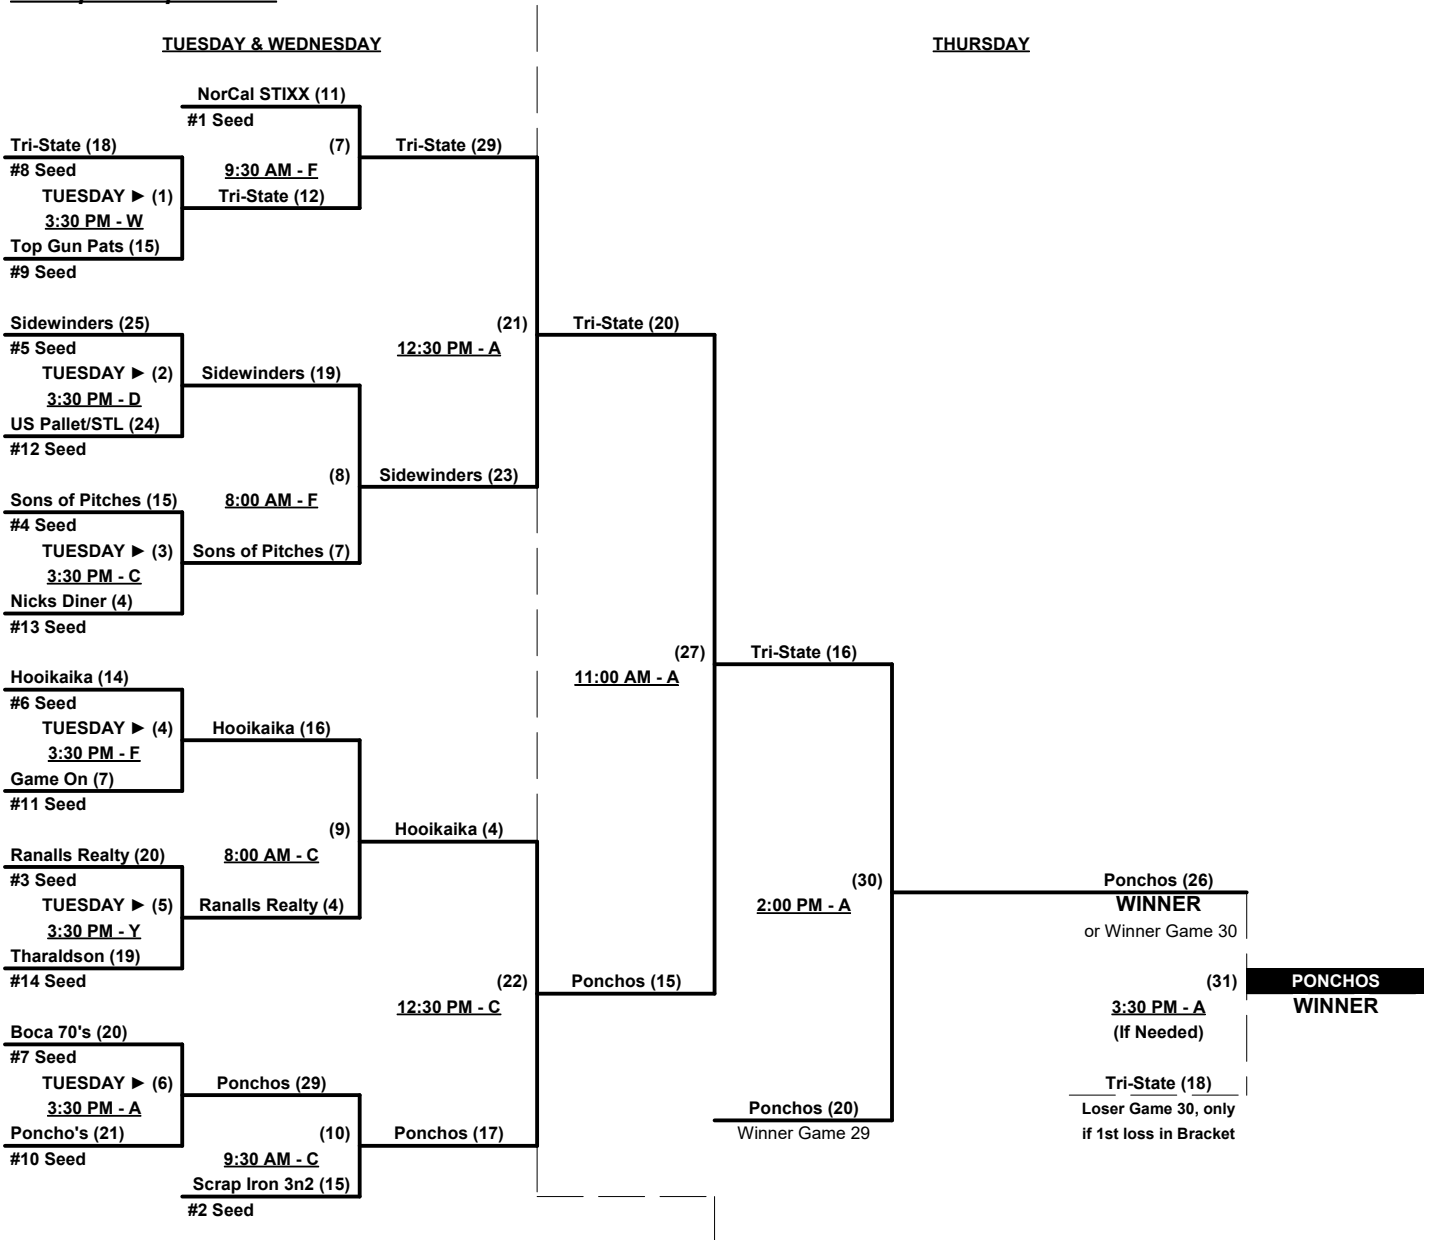 TUESDAY & WEDNESDAY
THURSDAY
NorCal STIXX (11)
#1 Seed
Tri-State (18)
(7)
Tri-State (29)
#8 Seed
9:30 AM - F
TUESDAY ► (1)
Tri-State (12)
3:30 PM - W
Top Gun Pats (15)
#9 Seed
Sidewinders (25)
(21)
Tri-State (20)
#5 Seed
12:30 PM - A
TUESDAY ► (2)
Sidewinders (19)
3:30 PM - D
US Pallet/STL (24)
#12 Seed
(8)
Sidewinders (23)
Sons of Pitches (15)
8:00 AM - F
#4 Seed
TUESDAY ► (3)
Sons of Pitches (7)
3:30 PM - C
Nicks Diner (4)
#13 Seed
(27)
Tri-State (16)
Hooikaika (14)
11:00 AM - A
#6 Seed
TUESDAY ► (4)
Hooikaika (16)
3:30 PM - F
Game On (7)
#11 Seed
(9)
Hooikaika (4)
Ranalls Realty (20)
8:00 AM - C
#3 Seed
(30)
Ponchos (26)
TUESDAY ► (5)
Ranalls Realty (4)
2:00 PM - A
WINNER
3:30 PM - Y
or Winner Game 30
Tharaldson (19)
#14 Seed
(22)
Ponchos (15)
(31)
PONCHOS
12:30 PM - C
3:30 PM - A
WINNER
Boca 70's (20)
(If Needed)
#7 Seed
TUESDAY ► (6)
Ponchos (29)
Tri-State (18)
3:30 PM - A
Ponchos (20)
Loser Game 30, only
Poncho's (21)
(10)
Ponchos (17)
Winner Game 29
if 1st loss in Bracket
#10 Seed
9:30 AM - C
Scrap Iron 3n2 (15)
#2 Seed